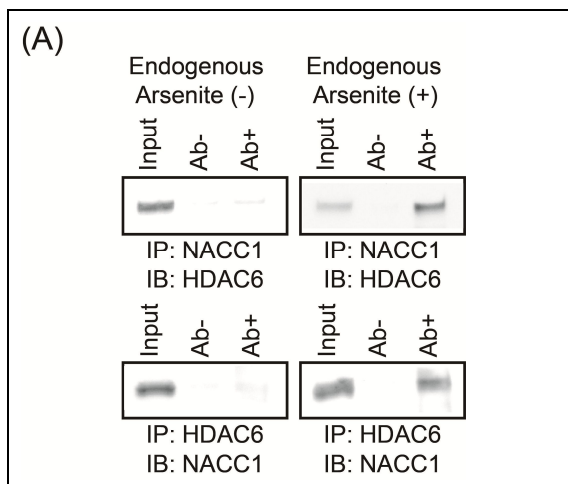 (A)
Endogenous Arsenite (-)
Endogenous Arsenite (+)
Input Ab- Ab+
Input Ab- Ab+
IP: NACC1
IB: HDAC6
IP: NACC1
IB: HDAC6
Input Ab- Ab+
Input Ab- Ab+
IP: HDAC6
IB: NACC1
IP: HDAC6
IB: NACC1